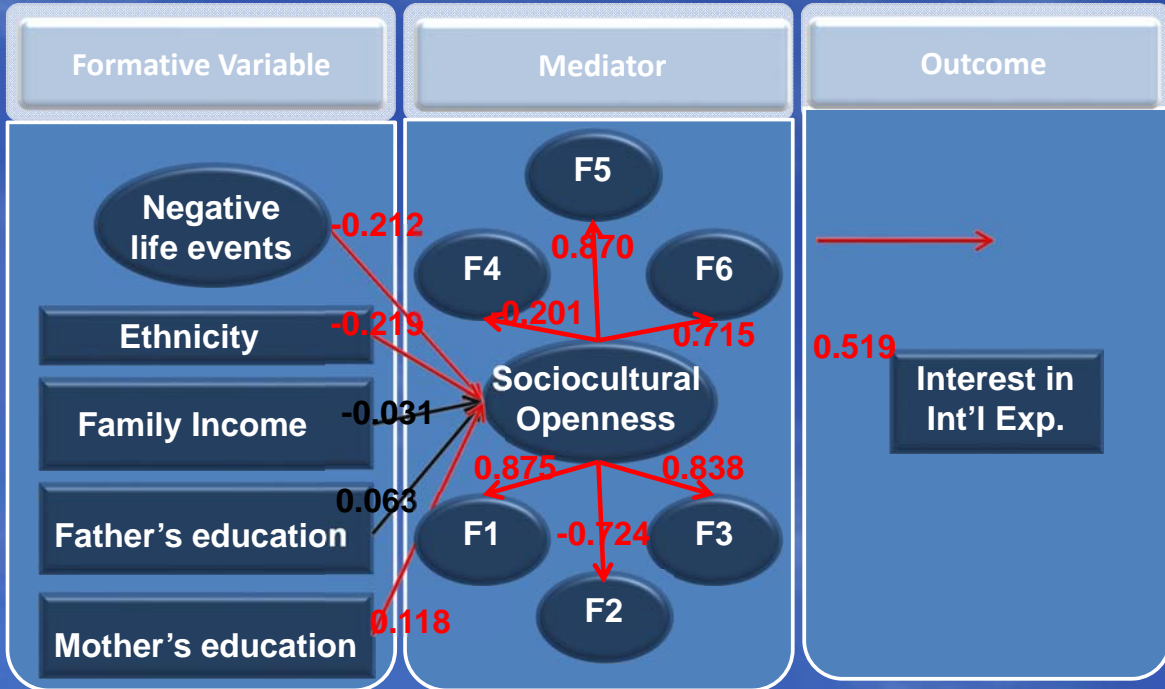 Formative Variable
Mediator
Outcome
Negative
life events
-0.212
Ethnicity
-0.219
Family Income
-0.031
Father's education
0.063
Mother's education
0.118
F5
0.870
F4
0.201
F6
0.715
Sociocultural
Openness
0.875
0.838
F1
-0.724
F3
F2
0.519
Interest in
Int'l Exp.